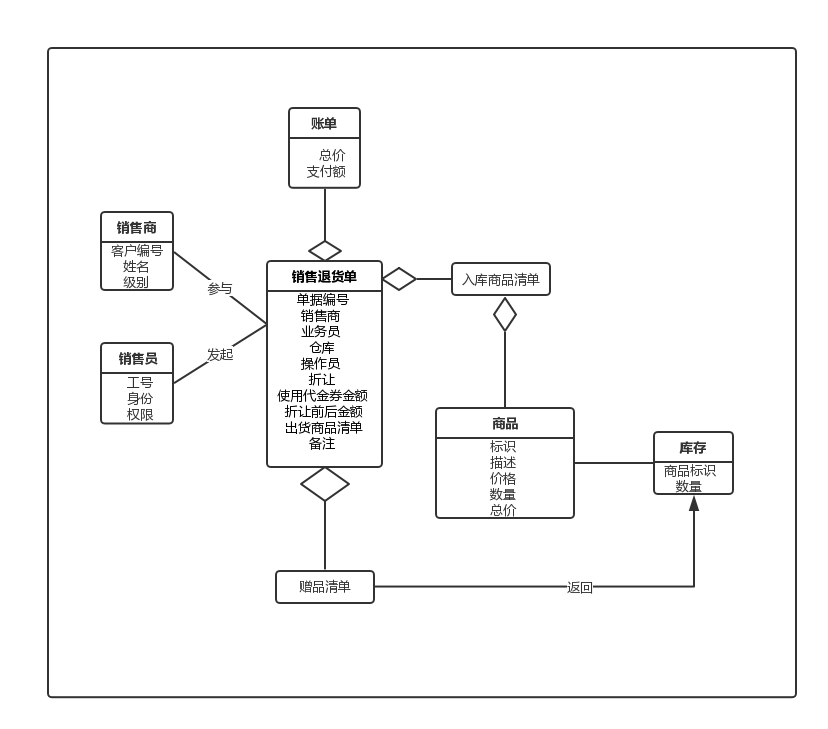 账单
总价
支付额
销售商
客户编号
姓名
级别
参与
销售员
工号
身份
权限
发起
销售退货单
单据编号
销售商
业务员
仓库
操作员
折让
使用代金券金额
折让前后金额
出货商品清单
备注
入库商品清单
商品
标识
描述
价格
数量
总价
库存
商品标识
数量
赠品清单
返回